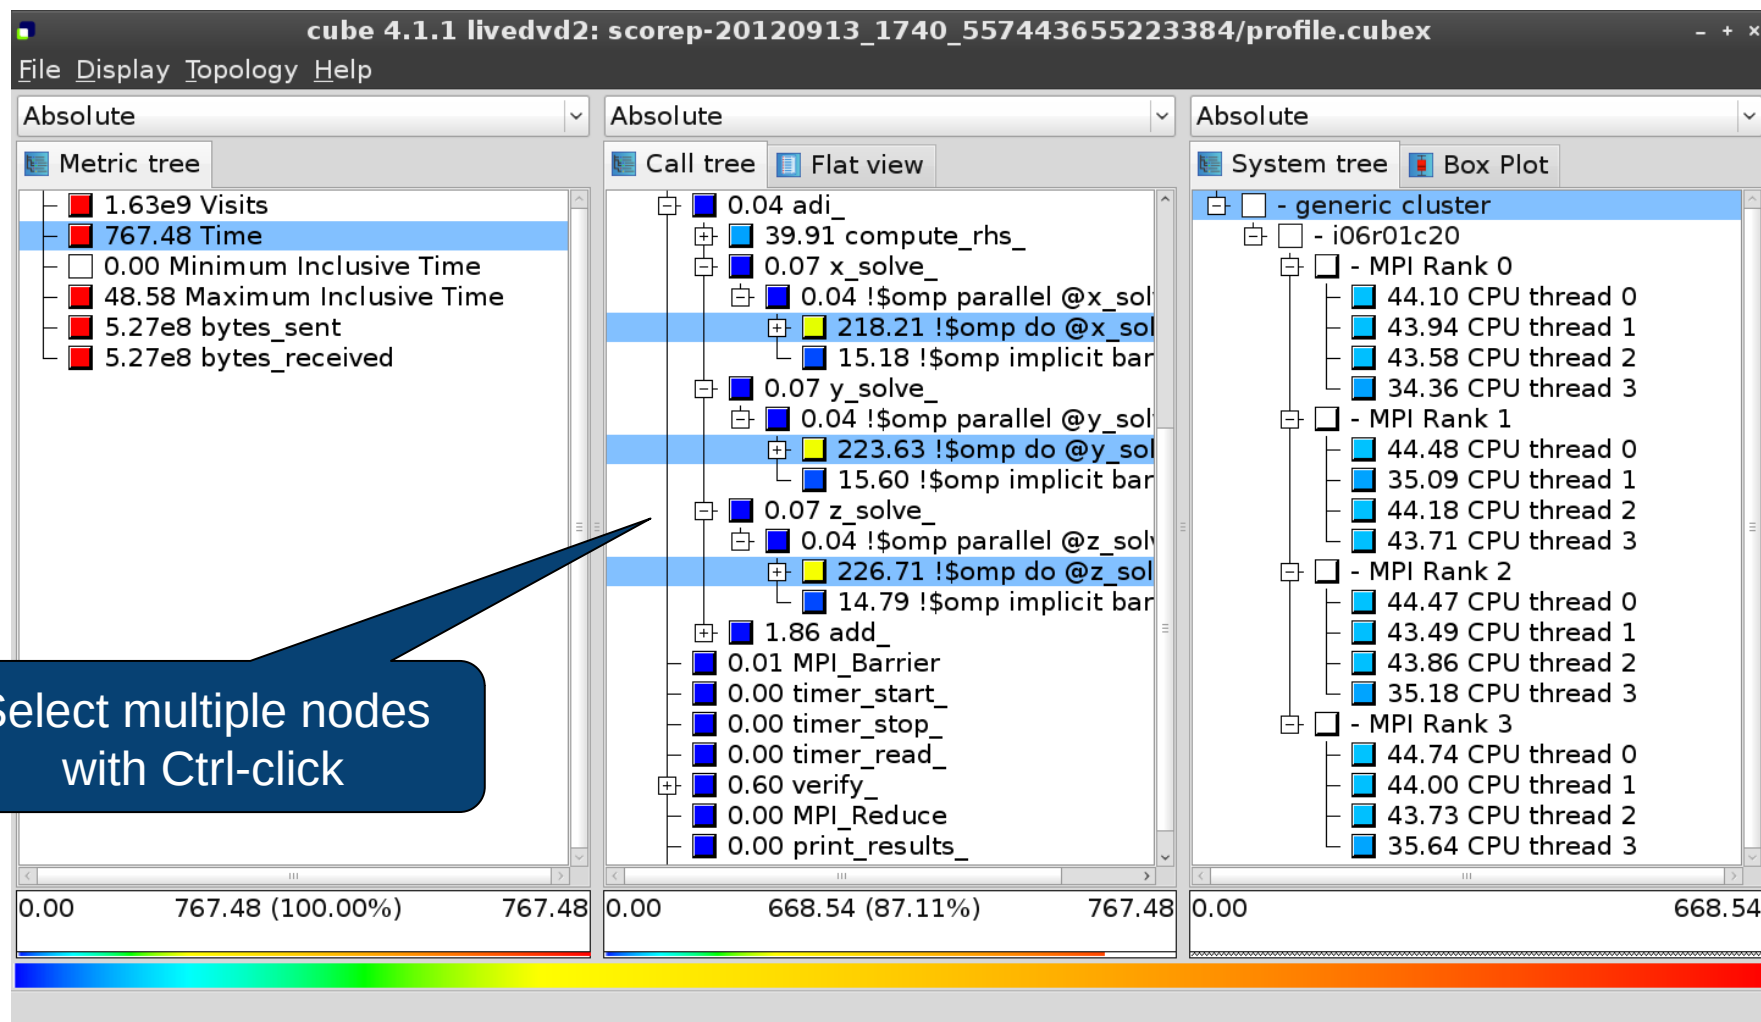 cube 4.1.1 livedvd2: scorep-20120913_1740_557443655223384/profile.cubex
File Display Topology Help
Absolute
Metric tree
1.63e9 Visits
767.48 Time
0.00 Minimum Inclusive Time
48.58 Maximum Inclusive Time
5.27e8 bytes_sent
5.27e8 bytes_received
Select multiple nodes
with Ctrl-click
0.00 767.48 (100.00%) 767.48
Absolute
Call tree Flat view
0.04 adi_
39.91 compute_rhs_
0.07 x_solve_
0.04 !$omp parallel @x_sol
218.21 !$omp do @x_sol
15.18 !$omp implicit bar
0.07 y_solve_
0.04 !$omp parallel @y_sol
223.63 !$omp do @y_sol
15.60 !$omp implicit bar
0.07 z_solve_
0.04 !$omp parallel @z_solv
226.71 !$omp do @z_sol
14.79 !$omp implicit bar
1.86 add_
0.01 MPI_Barrier
0.00 timer_start_
0.00 timer_stop_
0.00 timer_read_
0.60 verify_
0.00 MPI_Reduce
0.00 print_results_
0.00 668.54 (87.11%) 767.48
Absolute
System tree Box Plot
- generic cluster
- i06r01c20
- MPI Rank 0
44.10 CPU thread 0
43.94 CPU thread 1
43.58 CPU thread 2
34.36 CPU thread 3
- MPI Rank 1
44.48 CPU thread 0
35.09 CPU thread 1
44.18 CPU thread 2
43.71 CPU thread 3
- MPI Rank 2
44.47 CPU thread 0
43.49 CPU thread 1
43.86 CPU thread 2
35.18 CPU thread 3
- MPI Rank 3
44.74 CPU thread 0
44.00 CPU thread 1
43.73 CPU thread 2
35.64 CPU thread 3
0.00 668.54